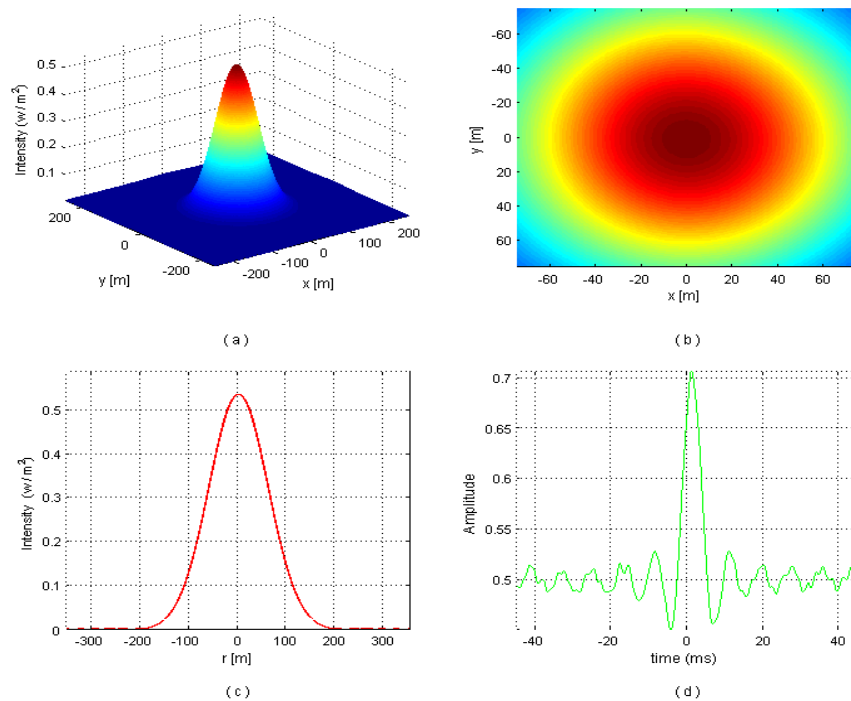 0.5
0.4
0.3
0.2
0.1
Intensity (w/m²)
200
0
-200
y [m]
-200
-100
0
100
200
x [m]
( a )
-60
-40
-20
0
20
40
60
y [m]
-60 -40 -20 0 20 40 60
x [m]
( b )
0.5
0.4
0.3
0.2
0.1
0
Intensity (w/m²)
-300 -200 -100 0 100 200 300
r [m]
( c )
0.7
0.65
0.6
0.55
0.5
Amplitude
-40 -20 0 20 40
time (ms)
( d )